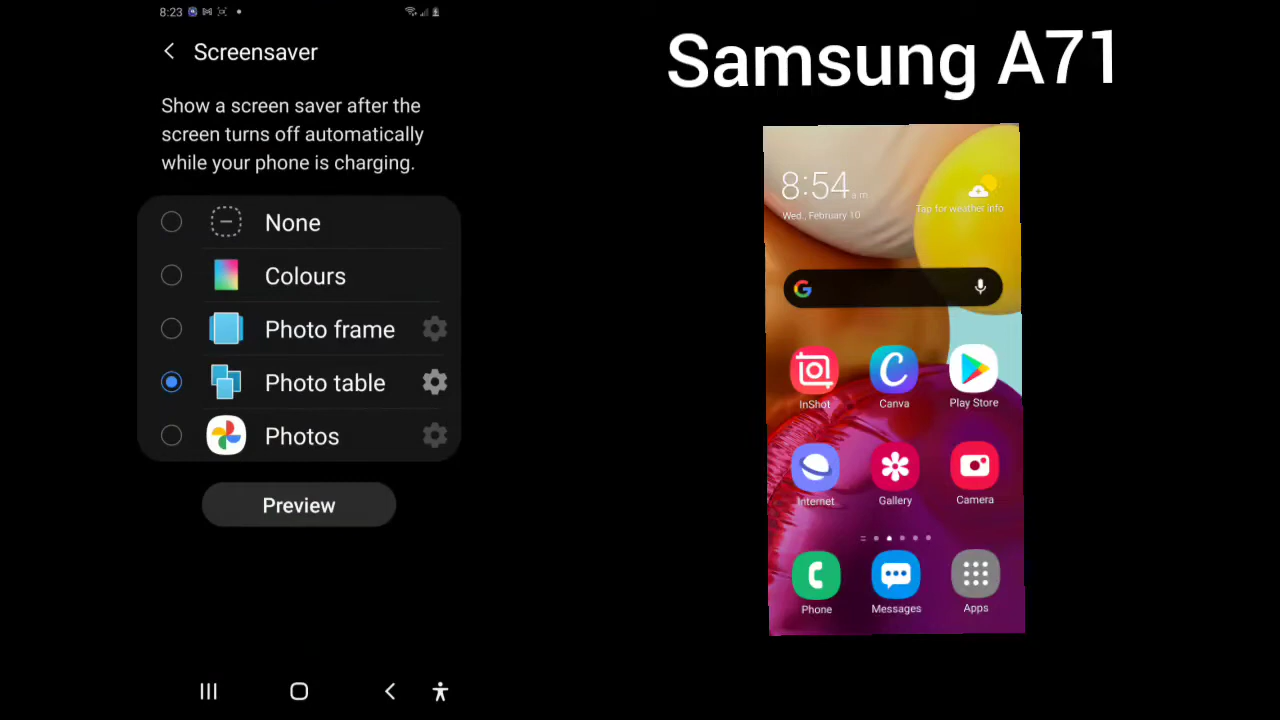 8:23
Screensaver
Show a screen saver after the
screen turns off automatically
while your phone is charging.
None
Colours
Photo frame
Photo table
Photos
Preview
Samsung A71
8:54 a m
Wed., February 10
Tap for weather info
InShot
Canva
Play Store
Internet
Gallery
Camera
Phone
Messages
Apps